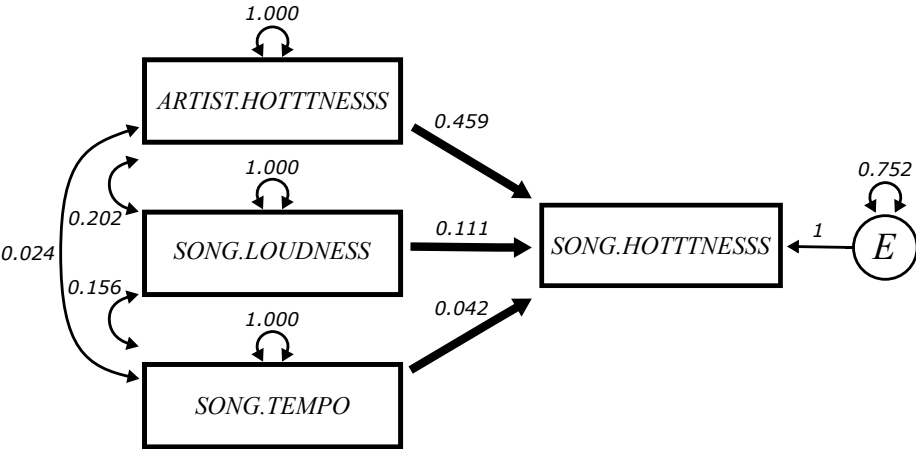 1.000
ARTIST.HOTTTNESSS
0.459
0.752
1.000
0.202
SONG.LOUDNESS
0.111
SONG.HOTTTNESSS
1
E
0.024
0.156
1.000
0.042
SONG.TEMPO